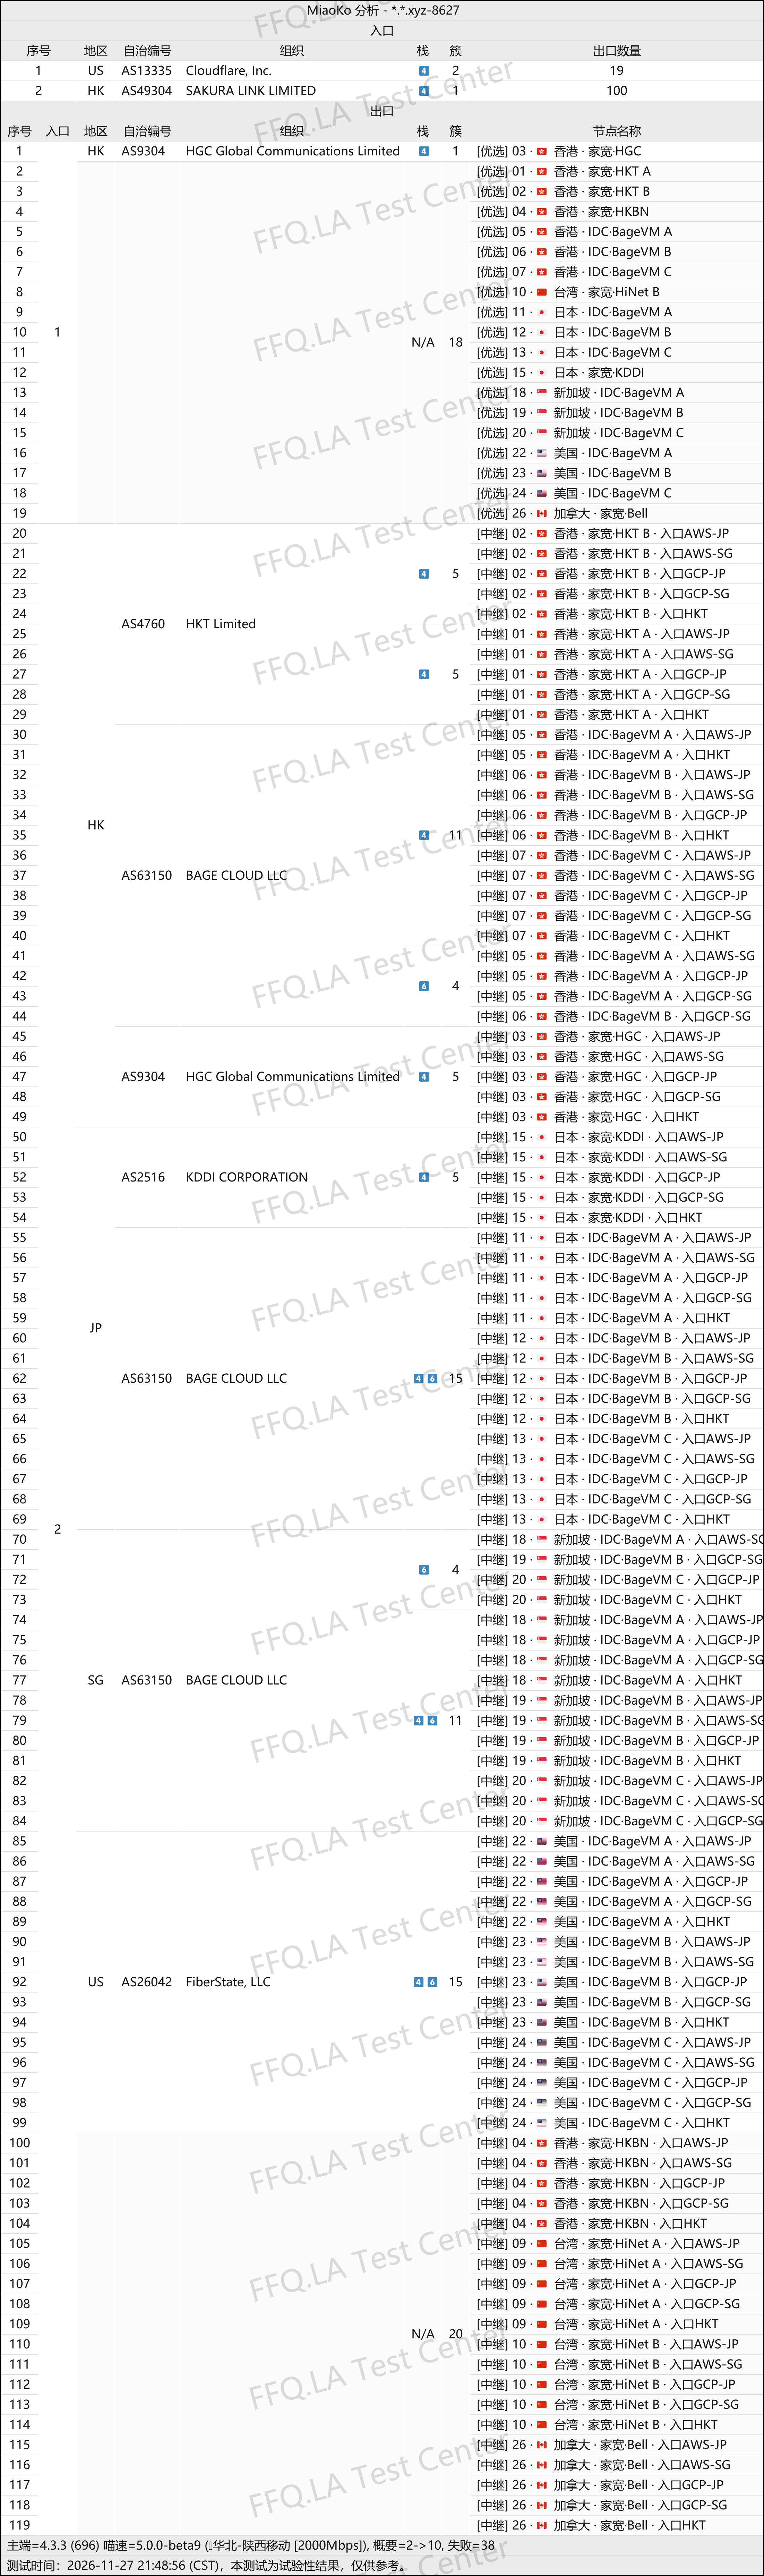 MiaoKo 分析 - *.*.xyz-8627
入口
序号 地区 自治编号 组织 栈 簇 出口数量
1 US AS13335 Cloudflare, Inc. 4 2 19
2 HK AS49304 SAKURA LINK LIMITED 4 1 100
出口
序号 入口 地区 自治编号 组织 栈 簇 节点名称
1 HK AS9304 HGC Global Communications Limited 4 1 [优选] 03 · 香港 · 家宽·HGC
2 [优选] 01 · 香港 · 家宽·HKT A
3 [优选] 02 · 香港 · 家宽·HKT B
4 [优选] 04 · 香港 · 家宽·HKBN
5 [优选] 05 · 香港 · IDC·BageVM A
6 [优选] 06 · 香港 · IDC·BageVM B
7 [优选] 07 · 香港 · IDC·BageVM C
8 [优选] 10 · 台湾 · 家宽·HiNet B
9 [优选] 11 · 日本 · IDC·BageVM A
10 1 N/A 18 [优选] 12 · 日本 · IDC·BageVM B
11 [优选] 13 · 日本 · IDC·BageVM C
12 [优选] 15 · 日本 · 家宽·KDDI
13 [优选] 18 · 新加坡 · IDC·BageVM A
14 [优选] 19 · 新加坡 · IDC·BageVM B
15 [优选] 20 · 新加坡 · IDC·BageVM C
16 [优选] 22 · 美国 · IDC·BageVM A
17 [优选] 23 · 美国 · IDC·BageVM B
18 [优选] 24 · 美国 · IDC·BageVM C
19 [优选] 26 · 加拿大 · 家宽·Bell
20 [中继] 02 · 香港 · 家宽·HKT B · 入口AWS-JP
21 [中继] 02 · 香港 · 家宽·HKT B · 入口AWS-SG
22 4 5 [中继] 02 · 香港 · 家宽·HKT B · 入口GCP-JP
23 [中继] 02 · 香港 · 家宽·HKT B · 入口GCP-SG
24 AS4760 HKT Limited [中继] 02 · 香港 · 家宽·HKT B · 入口HKT
25 [中继] 01 · 香港 · 家宽·HKT A · 入口AWS-JP
26 [中继] 01 · 香港 · 家宽·HKT A · 入口AWS-SG
27 4 5 [中继] 01 · 香港 · 家宽·HKT A · 入口GCP-JP
28 [中继] 01 · 香港 · 家宽·HKT A · 入口GCP-SG
29 [中继] 01 · 香港 · 家宽·HKT A · 入口HKT
30 [中继] 05 · 香港 · IDC·BageVM A · 入口AWS-JP
31 [中继] 05 · 香港 · IDC·BageVM A · 入口HKT
32 [中继] 06 · 香港 · IDC·BageVM B · 入口AWS-JP
33 [中继] 06 · 香港 · IDC·BageVM B · 入口AWS-SG
34 HK [中继] 06 · 香港 · IDC·BageVM B · 入口GCP-JP
35 4 11 [中继] 06 · 香港 · IDC·BageVM B · 入口HKT
36 [中继] 07 · 香港 · IDC·BageVM C · 入口AWS-JP
37 AS63150 BAGE CLOUD LLC [中继] 07 · 香港 · IDC·BageVM C · 入口AWS-SG
38 [中继] 07 · 香港 · IDC·BageVM C · 入口GCP-JP
39 [中继] 07 · 香港 · IDC·BageVM C · 入口GCP-SG
40 [中继] 07 · 香港 · IDC·BageVM C · 入口HKT
41 [中继] 05 · 香港 · IDC·BageVM A · 入口AWS-SG
42 6 4 [中继] 05 · 香港 · IDC·BageVM A · 入口GCP-JP
43 [中继] 05 · 香港 · IDC·BageVM A · 入口GCP-SG
44 [中继] 06 · 香港 · IDC·BageVM B · 入口GCP-SG
45 [中继] 03 · 香港 · 家宽·HGC · 入口AWS-JP
46 [中继] 03 · 香港 · 家宽·HGC · 入口AWS-SG
47 AS9304 HGC Global Communications Limited 4 5 [中继] 03 · 香港 · 家宽·HGC · 入口GCP-JP
48 [中继] 03 · 香港 · 家宽·HGC · 入口GCP-SG
49 [中继] 03 · 香港 · 家宽·HGC · 入口HKT
50 [中继] 15 · 日本 · 家宽·KDDI · 入口AWS-JP
51 [中继] 15 · 日本 · 家宽·KDDI · 入口AWS-SG
52 AS2516 KDDI CORPORATION 4 5 [中继] 15 · 日本 · 家宽·KDDI · 入口GCP-JP
53 [中继] 15 · 日本 · 家宽·KDDI · 入口GCP-SG
54 [中继] 15 · 日本 · 家宽·KDDI · 入口HKT
55 [中继] 11 · 日本 · IDC·BageVM A · 入口AWS-JP
56 [中继] 11 · 日本 · IDC·BageVM A · 入口AWS-SG
57 [中继] 11 · 日本 · IDC·BageVM A · 入口GCP-JP
58 [中继] 11 · 日本 · IDC·BageVM A · 入口GCP-SG
59 JP [中继] 11 · 日本 · IDC·BageVM A · 入口HKT
60 [中继] 12 · 日本 · IDC·BageVM B · 入口AWS-JP
61 [中继] 12 · 日本 · IDC·BageVM B · 入口AWS-SG
62 AS63150 BAGE CLOUD LLC 4 6 15 [中继] 12 · 日本 · IDC·BageVM B · 入口GCP-JP
63 [中继] 12 · 日本 · IDC·BageVM B · 入口GCP-SG
64 [中继] 12 · 日本 · IDC·BageVM B · 入口HKT
65 [中继] 13 · 日本 · IDC·BageVM C · 入口AWS-JP
66 [中继] 13 · 日本 · IDC·BageVM C · 入口AWS-SG
67 [中继] 13 · 日本 · IDC·BageVM C · 入口GCP-JP
68 [中继] 13 · 日本 · IDC·BageVM C · 入口GCP-SG
69 2 [中继] 13 · 日本 · IDC·BageVM C · 入口HKT
70 [中继] 18 · 新加坡 · IDC·BageVM A · 入口AWS-SG
71 6 4 [中继] 19 · 新加坡 · IDC·BageVM B · 入口GCP-SG
72 [中继] 20 · 新加坡 · IDC·BageVM C · 入口GCP-JP
73 [中继] 20 · 新加坡 · IDC·BageVM C · 入口HKT
74 [中继] 18 · 新加坡 · IDC·BageVM A · 入口AWS-JP
75 [中继] 18 · 新加坡 · IDC·BageVM A · 入口GCP-JP
76 [中继] 18 · 新加坡 · IDC·BageVM A · 入口GCP-SG
77 SG AS63150 BAGE CLOUD LLC [中继] 18 · 新加坡 · IDC·BageVM A · 入口HKT
78 [中继] 19 · 新加坡 · IDC·BageVM B · 入口AWS-JP
79 4 6 11 [中继] 19 · 新加坡 · IDC·BageVM B · 入口AWS-SG
80 [中继] 19 · 新加坡 · IDC·BageVM B · 入口GCP-JP
81 [中继] 19 · 新加坡 · IDC·BageVM B · 入口HKT
82 [中继] 20 · 新加坡 · IDC·BageVM C · 入口AWS-JP
83 [中继] 20 · 新加坡 · IDC·BageVM C · 入口AWS-SG
84 [中继] 20 · 新加坡 · IDC·BageVM C · 入口GCP-SG
85 [中继] 22 · 美国 · IDC·BageVM A · 入口AWS-JP
86 [中继] 22 · 美国 · IDC·BageVM A · 入口AWS-SG
87 [中继] 22 · 美国 · IDC·BageVM A · 入口GCP-JP
88 [中继] 22 · 美国 · IDC·BageVM A · 入口GCP-SG
89 [中继] 22 · 美国 · IDC·BageVM A · 入口HKT
90 [中继] 23 · 美国 · IDC·BageVM B · 入口AWS-JP
91 [中继] 23 · 美国 · IDC·BageVM B · 入口AWS-SG
92 US AS26042 FiberState, LLC 4 6 15 [中继] 23 · 美国 · IDC·BageVM B · 入口GCP-JP
93 [中继] 23 · 美国 · IDC·BageVM B · 入口GCP-SG
94 [中继] 23 · 美国 · IDC·BageVM B · 入口HKT
95 [中继] 24 · 美国 · IDC·BageVM C · 入口AWS-JP
96 [中继] 24 · 美国 · IDC·BageVM C · 入口AWS-SG
97 [中继] 24 · 美国 · IDC·BageVM C · 入口GCP-JP
98 [中继] 24 · 美国 · IDC·BageVM C · 入口GCP-SG
99 [中继] 24 · 美国 · IDC·BageVM C · 入口HKT
100 [中继] 04 · 香港 · 家宽·HKBN · 入口AWS-JP
101 [中继] 04 · 香港 · 家宽·HKBN · 入口AWS-SG
102 [中继] 04 · 香港 · 家宽·HKBN · 入口GCP-JP
103 [中继] 04 · 香港 · 家宽·HKBN · 入口GCP-SG
104 [中继] 04 · 香港 · 家宽·HKBN · 入口HKT
105 [中继] 09 · 台湾 · 家宽·HiNet A · 入口AWS-JP
106 [中继] 09 · 台湾 · 家宽·HiNet A · 入口AWS-SG
107 [中继] 09 · 台湾 · 家宽·HiNet A · 入口GCP-JP
108 [中继] 09 · 台湾 · 家宽·HiNet A · 入口GCP-SG
109 N/A 20 [中继] 09 · 台湾 · 家宽·HiNet A · 入口HKT
110 [中继] 10 · 台湾 · 家宽·HiNet B · 入口AWS-JP
111 [中继] 10 · 台湾 · 家宽·HiNet B · 入口AWS-SG
112 [中继] 10 · 台湾 · 家宽·HiNet B · 入口GCP-JP
113 [中继] 10 · 台湾 · 家宽·HiNet B · 入口GCP-SG
114 [中继] 10 · 台湾 · 家宽·HiNet B · 入口HKT
115 [中继] 26 · 加拿大 · 家宽·Bell · 入口AWS-JP
116 [中继] 26 · 加拿大 · 家宽·Bell · 入口AWS-SG
117 [中继] 26 · 加拿大 · 家宽·Bell · 入口GCP-JP
118 [中继] 26 · 加拿大 · 家宽·Bell · 入口GCP-SG
119 [中继] 26 · 加拿大 · 家宽·Bell · 入口HKT
主端=4.3.3 (696) 喵速=5.0.0-beta9 (华北-陕西移动 [2000Mbps]), 概要=2->10, 失败=38
测试时间：2026-11-27 21:48:56 (CST)，本测试为试验性结果，仅供参考。
FFQ.LA Test Center